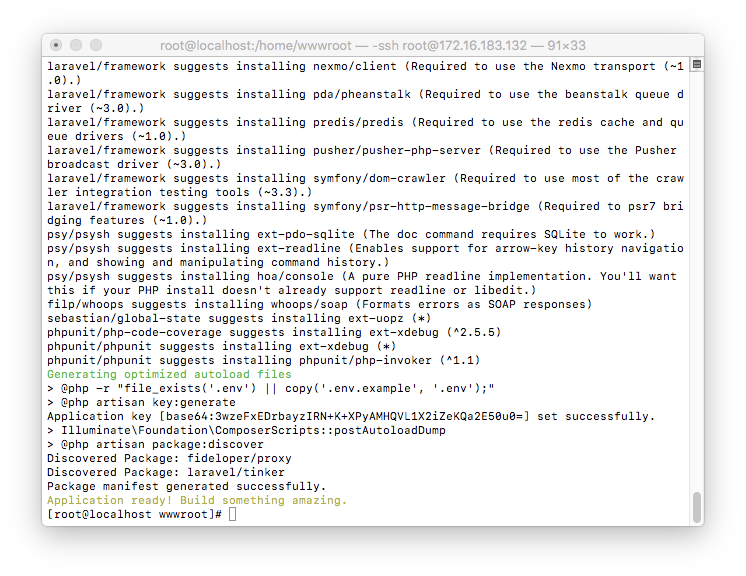 root@localhost:/home/wwwroot — -ssh root@172.16.183.132 — 91×33
laravel/framework suggests installing nexmo/client (Required to use the Nexmo transport (~1
.0).)
laravel/framework suggests installing pda/pheanstalk (Required to use the beanstalk queue d
river (~3.0).)
laravel/framework suggests installing predis/predis (Required to use the redis cache and qu
eue drivers (~1.0).)
laravel/framework suggests installing pusher/pusher-php-server (Required to use the Pusher
broadcast driver (~3.0).)
laravel/framework suggests installing symfony/dom-crawler (Required to use most of the craw
ler integration testing tools (~3.3).)
laravel/framework suggests installing symfony/psr-http-message-bridge (Required to psr7 bri
dging features (~1.0).)
psy/psysh suggests installing ext-pdo-sqlite (The doc command requires SQLite to work.)
psy/psysh suggests installing ext-readline (Enables support for arrow-key history navigatio
n, and showing and manipulating command history.)
psy/psysh suggests installing hoa/console (A pure PHP readline implementation. You'll want
this if your PHP install doesn't already support readline or libedit.)
filp/whoops suggests installing whoops/soap (Formats errors as SOAP responses)
sebastian/global-state suggests installing ext-uopz (*)
phpunit/php-code-coverage suggests installing ext-xdebug (^2.5.5)
phpunit/phpunit suggests installing ext-xdebug (*)
phpunit/phpunit suggests installing phpunit/php-invoker (^1.1)
Generating optimized autoload files
> @php -r "file_exists('.env') || copy('.env.example', '.env');"
> @php artisan key:generate
Application key [base64:3wzeFxEDrbayzIRN+K+XPyAMHQVL1X2iZeKQa2E50u0=] set successfully.
> Illuminate\Foundation\ComposerScripts::postAutoloadDump
> @php artisan package:discover
Discovered Package: fideloper/proxy
Discovered Package: laravel/tinker
Package manifest generated successfully.
Application ready! Build something amazing.
[root@localhost wwwroot]#